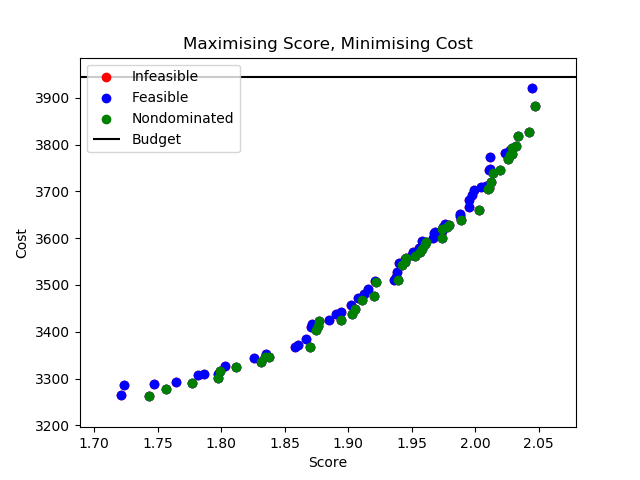 Maximising Score, Minimising Cost
Infeasible
Feasible
Nondominated
Budget
Cost
3900
3800
3700
3600
3500
3400
3300
3200
1.70 1.75 1.80 1.85 1.90 1.95 2.00 2.05
Score